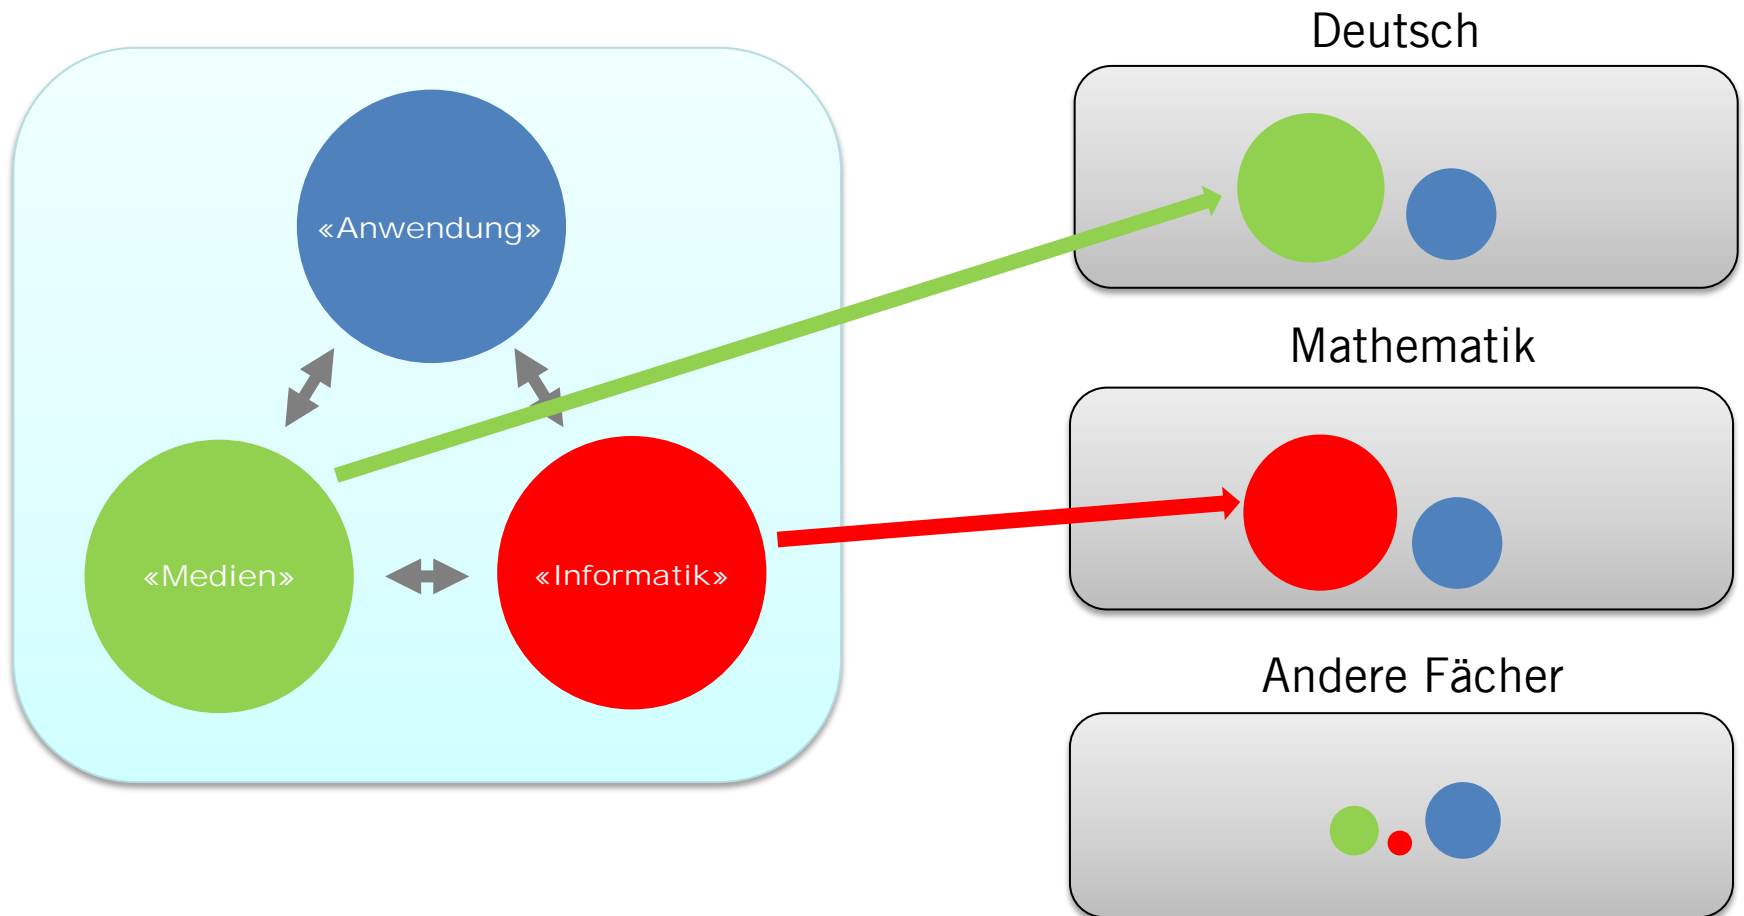 Deutsch
«Anwendung»
Mathematik
«Medien»
«Informatik»
Andere Fächer